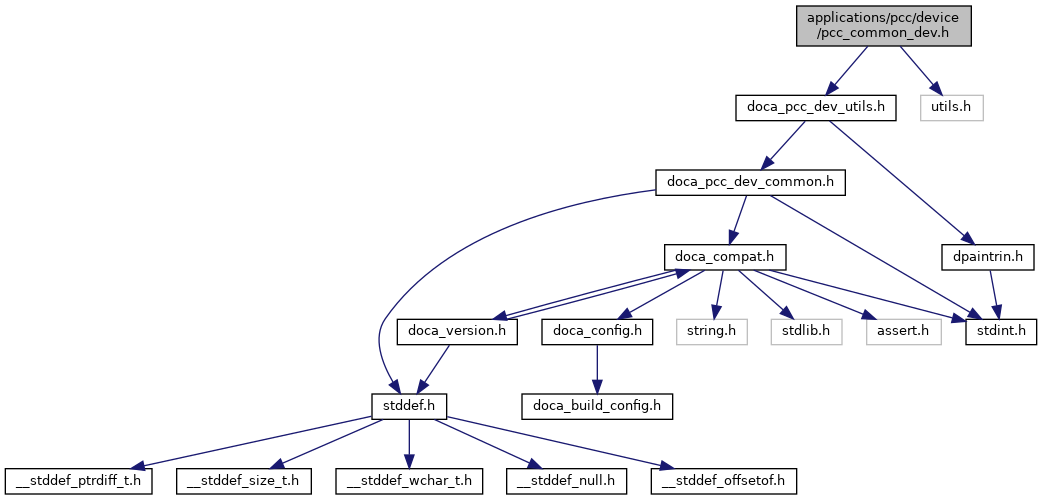 applications/pcc/device
/pcc_common_dev.h
doca_pcc_dev_utils.h
utils.h
doca_pcc_dev_common.h
doca_compat.h
dpaintrin.h
doca_version.h
doca_config.h
string.h
stdlib.h
assert.h
stdint.h
stddef.h
doca_build_config.h
__stddef_ptrdiff_t.h
__stddef_size_t.h
__stddef_wchar_t.h
__stddef_null.h
__stddef_offsetof.h